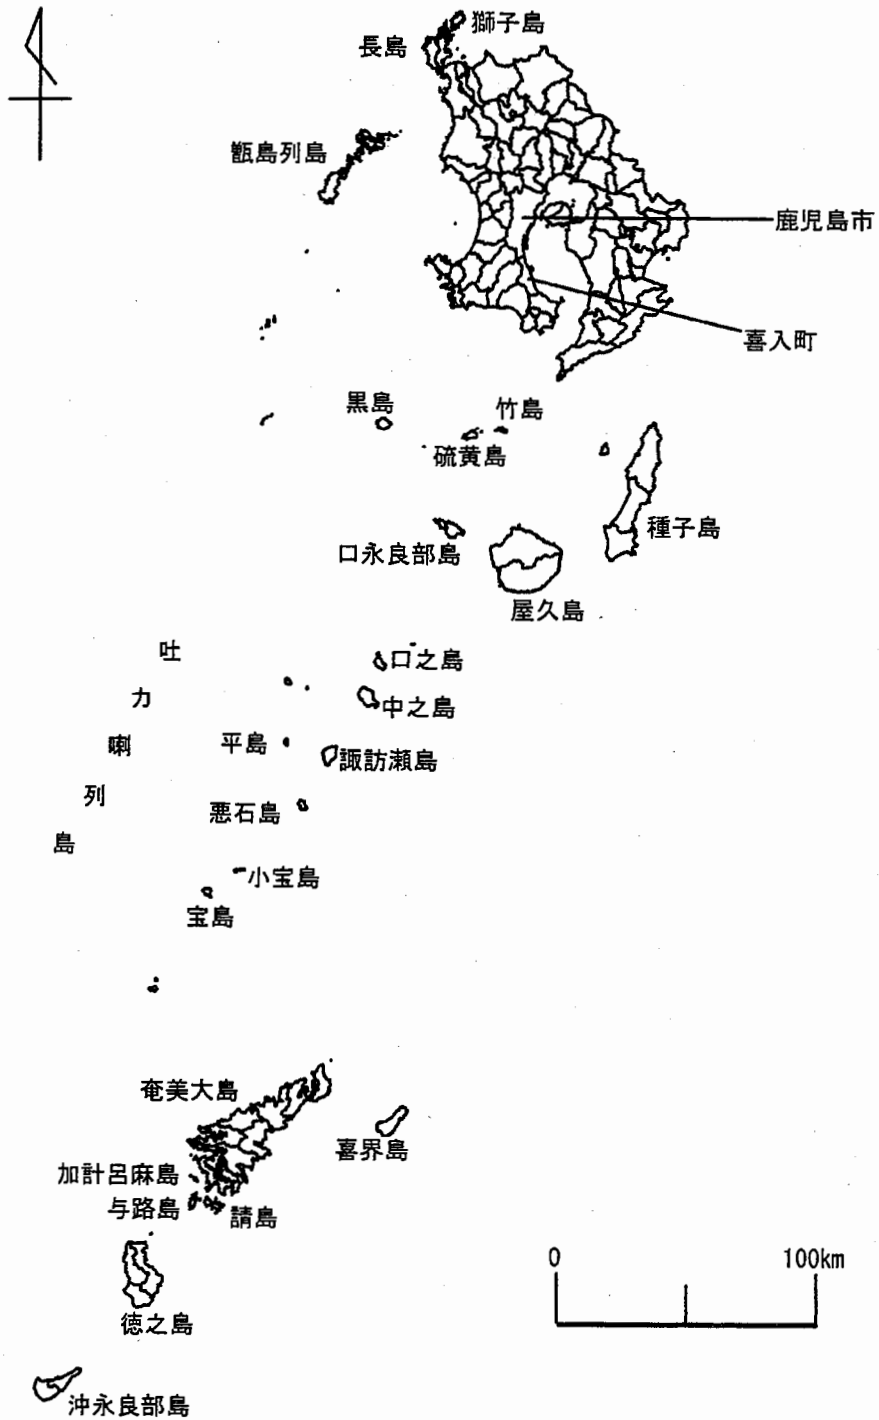 獅子島
長島
甑島列島
鹿児島市
喜入町
黒島
竹島
硫黄島
種子島
口永良部島
屋久島
吐力喇列島
口之島
中之島
平島
諏訪瀬島
悪石島
小宝島
宝島
奄美大島
喜界島
加計呂麻島
与路島
請島
徳之島
沖永良部島
0 100km